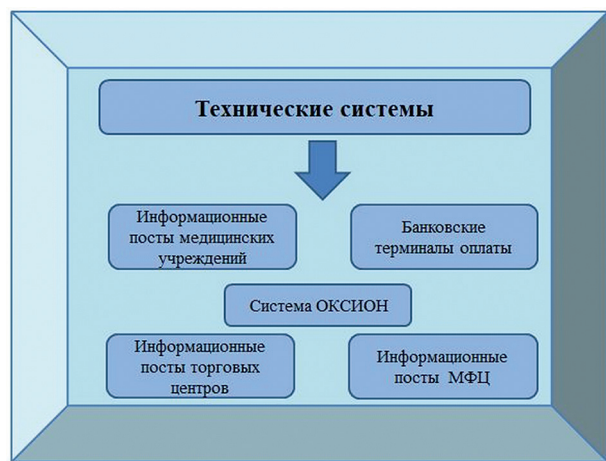 Технические системы
Информационные
посты медицинских
учреждений
Банковские
терминалы оплаты
Система ОКСИОН
Информационные
посты торговых
центров
Информационные
посты МФЦ